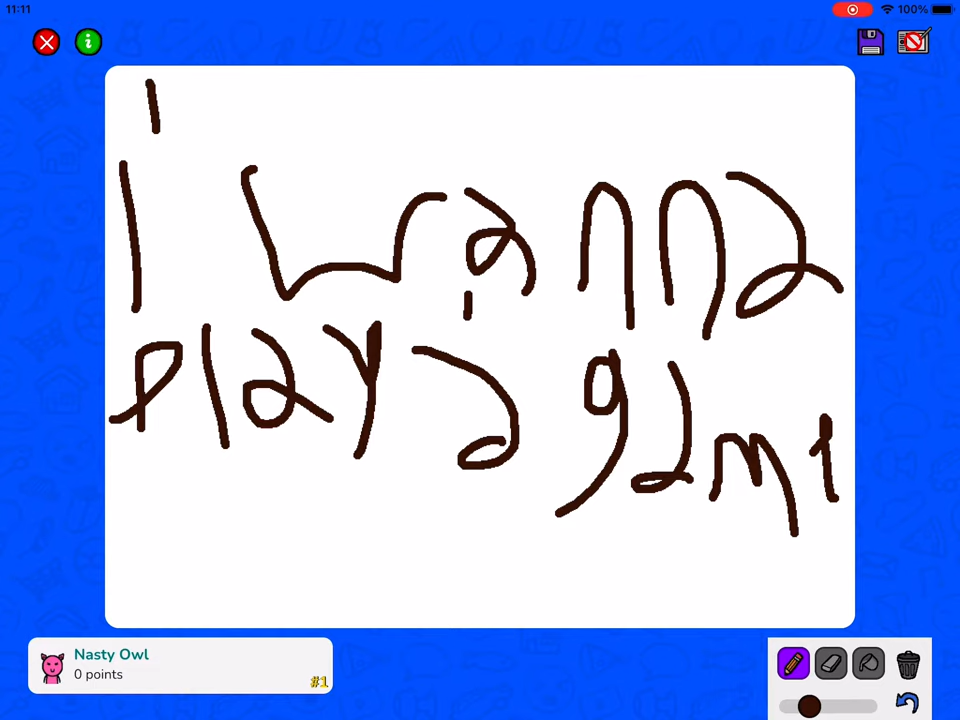 11:11
100%
i
I wanna
play a gami
Nasty Owl
0 points
#1